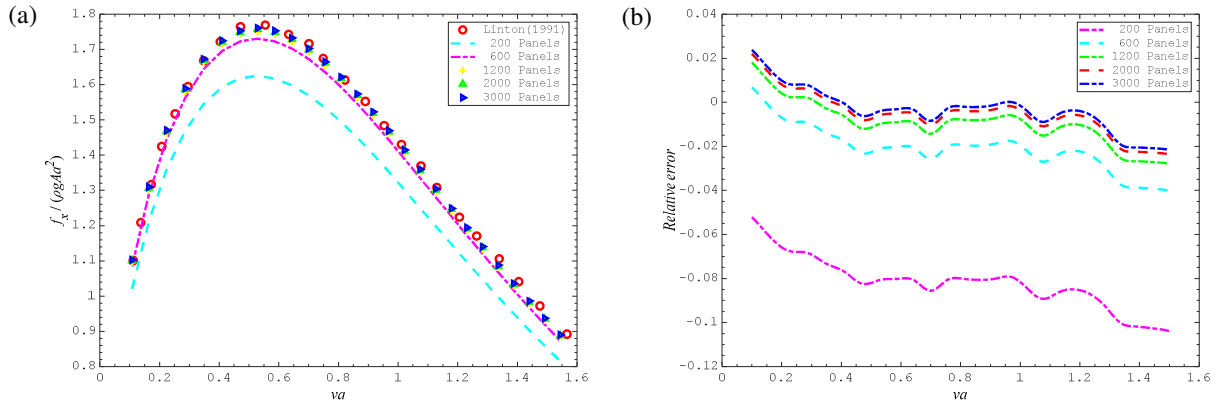 (a)
1.8
1.7
1.6
1.5
1.4
1.3
1.2
1.1
1
0.9
0.8
f_x / (ρgAa²)
0 0.2 0.4 0.6 0.8 1 1.2 1.4 1.6
va
Linton(1991)
200 Panels
600 Panels
1200 Panels
2000 Panels
3000 Panels
(b)
0.04
0.02
0
-0.02
-0.04
-0.06
-0.08
-0.1
-0.12
Relative error
0 0.2 0.4 0.6 0.8 1 1.2 1.4 1.6
va
200 Panels
600 Panels
1200 Panels
2000 Panels
3000 Panels